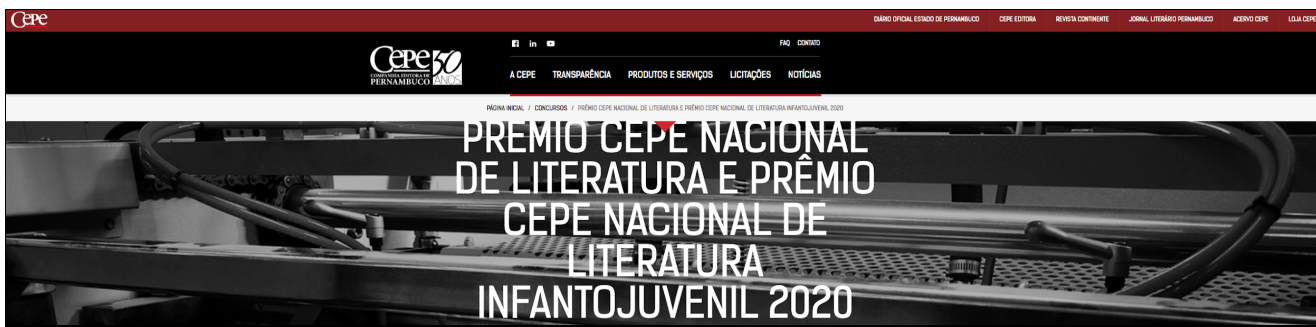 Cepe
DIÁRIO OFICIAL ESTADO DE PERNAMBUCO CEPE EDITORA REVISTA CONTINENTE JORNAL LITERÁRIO PERNAMBUCO ACERVO CEPE LOJA CEPE
FAQ CONTATO
Cepe 50
COMPANHIA EDITORA DE
PERNAMBUCO ANOS
A CEPE TRANSPARÊNCIA PRODUTOS E SERVIÇOS LICITAÇÕES NOTÍCIAS
PÁGINA INICIAL / CONCURSOS / PRÊMIO CEPE NACIONAL DE LITERATURA E PRÊMIO CEPE NACIONAL DE LITERATURA INFANTOJUVENIL 2020
PRÊMIO CEPE NACIONAL
DE LITERATURA E PRÊMIO
CEPE NACIONAL DE
LITERATURA
INFANTOJUVENIL 2020